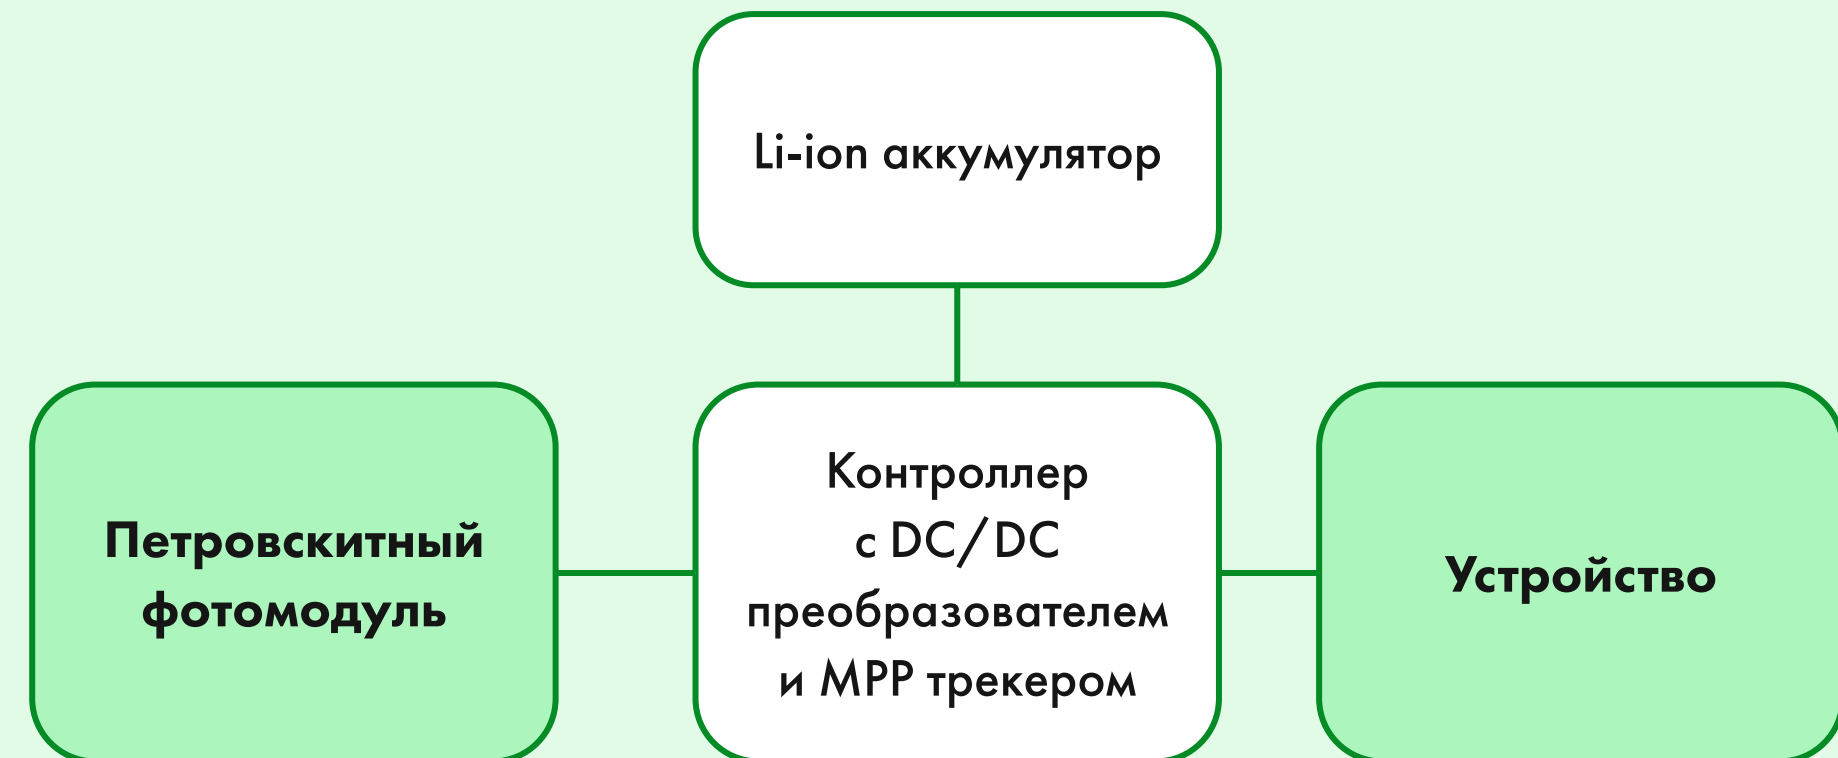 Li-ion аккумулятор
Петровскитный
фотомодуль
Контроллер
с DC/DC
преобразователем
и MPP трекером
Устройство